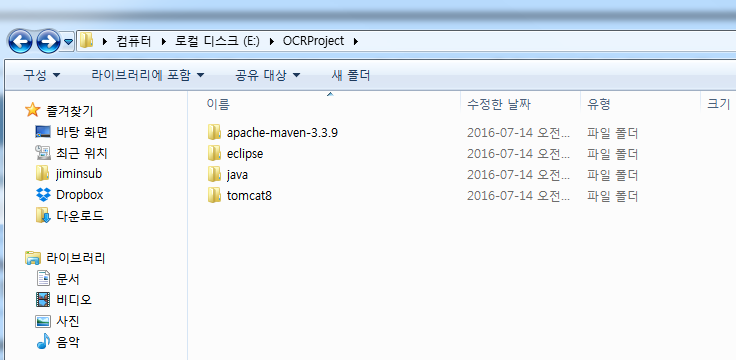 컴퓨터 로컬 디스크 (E:) OCRProject
구성 라이브러리에 포함 공유 대상 새 폴더
즐겨찾기
바탕 화면
최근 위치
jiminsub
Dropbox
다운로드
라이브러리
문서
비디오
사진
음악
이름 수정한 날짜 유형 크기
apache-maven-3.3.9 2016-07-14 오전... 파일 폴더
eclipse 2016-07-14 오전... 파일 폴더
java 2016-07-14 오전... 파일 폴더
tomcat8 2016-07-14 오전... 파일 폴더